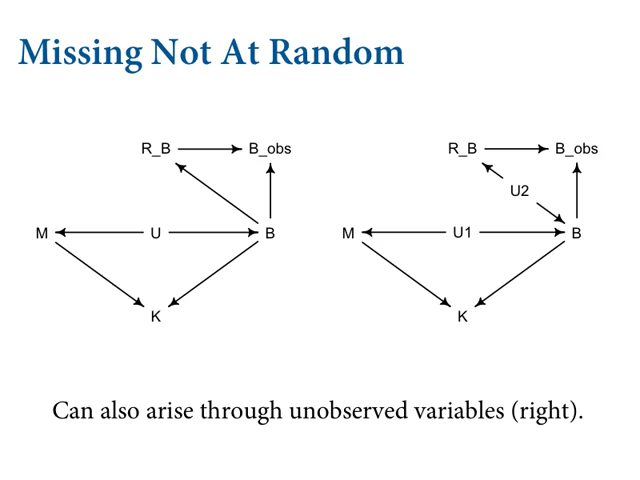 Missing Not At Random
R_B B_obs R_B B_obs
U2
M U B M U1 B
K K
Can also arise through unobserved variables (right).